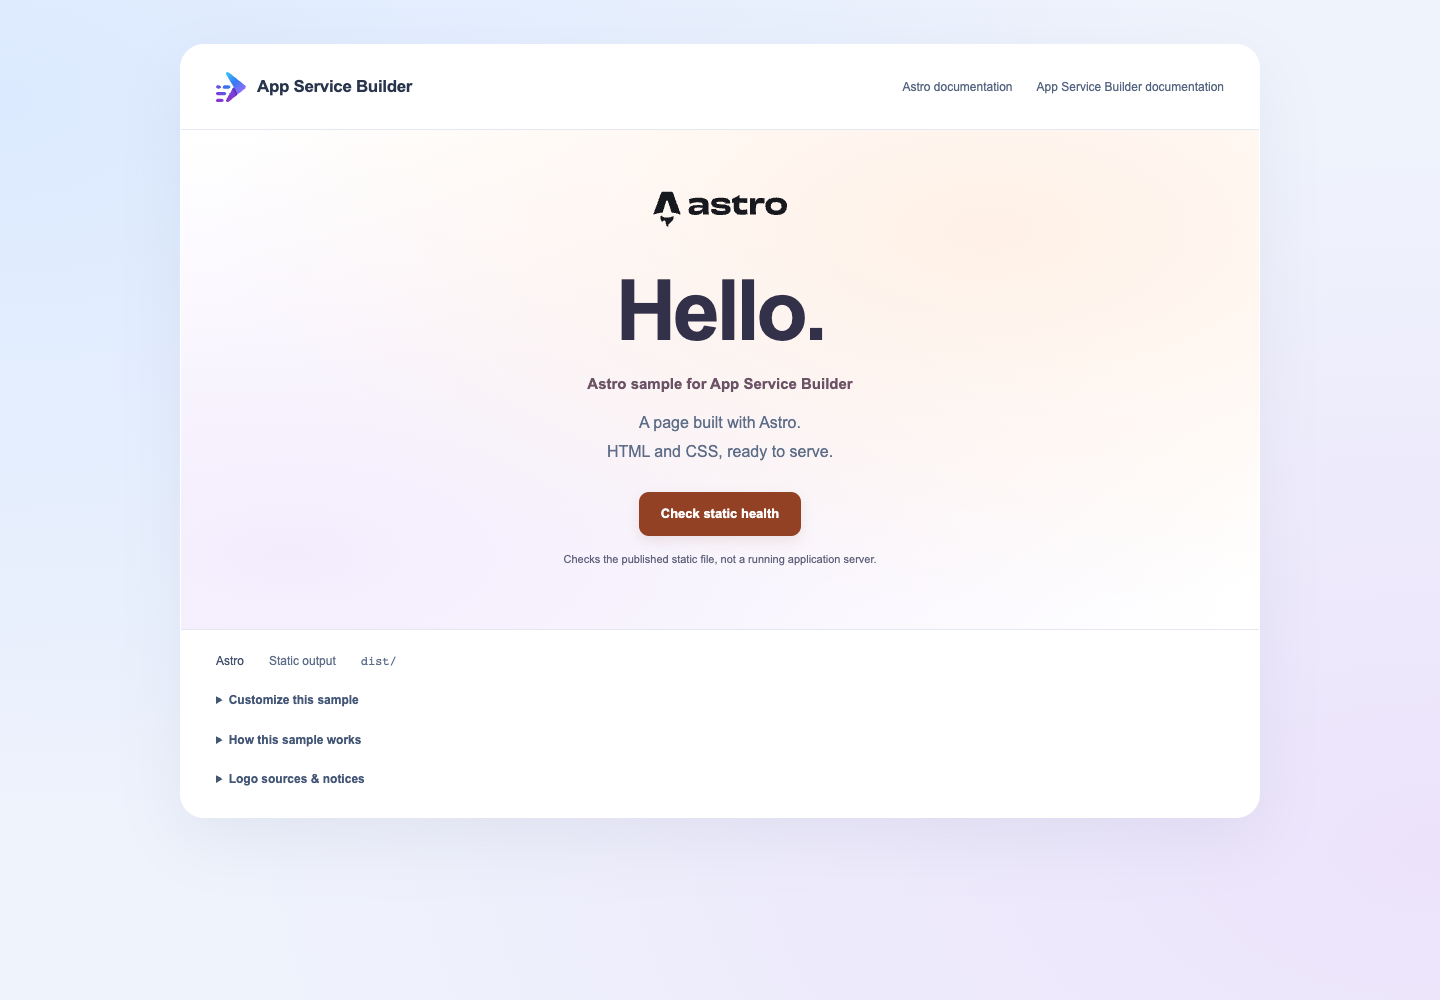 App Service Builder
Astro documentation
App Service Builder documentation
astro
Hello.
Astro sample for App Service Builder
A page built with Astro.
HTML and CSS, ready to serve.
Check static health
Checks the published static file, not a running application server.
Astro
Static output
dist/
Customize this sample
How this sample works
Logo sources & notices